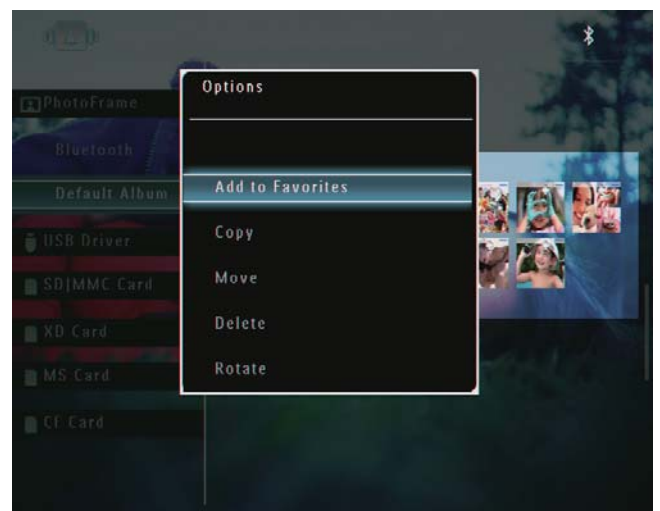 Options
Add to Favorites
Copy
Move
Delete
Rotate
PhotoFrame
Bluetooth
Default Album
USB Driver
SD|MMC Card
XD Card
MS Card
CF Card